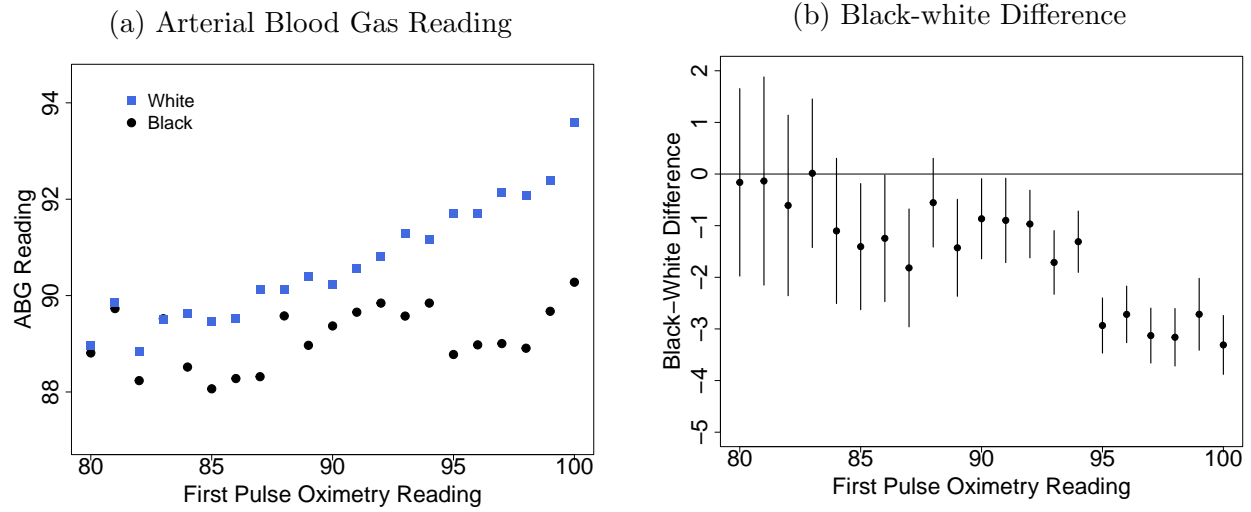 (a) Arterial Blood Gas Reading
White
Black
ABG Reading
88
90
92
94
80
85
90
95
100
First Pulse Oximetry Reading
(b) Black-white Difference
Black−White Difference
2
1
0
−1
−2
−3
−4
−5
80
85
90
95
100
First Pulse Oximetry Reading